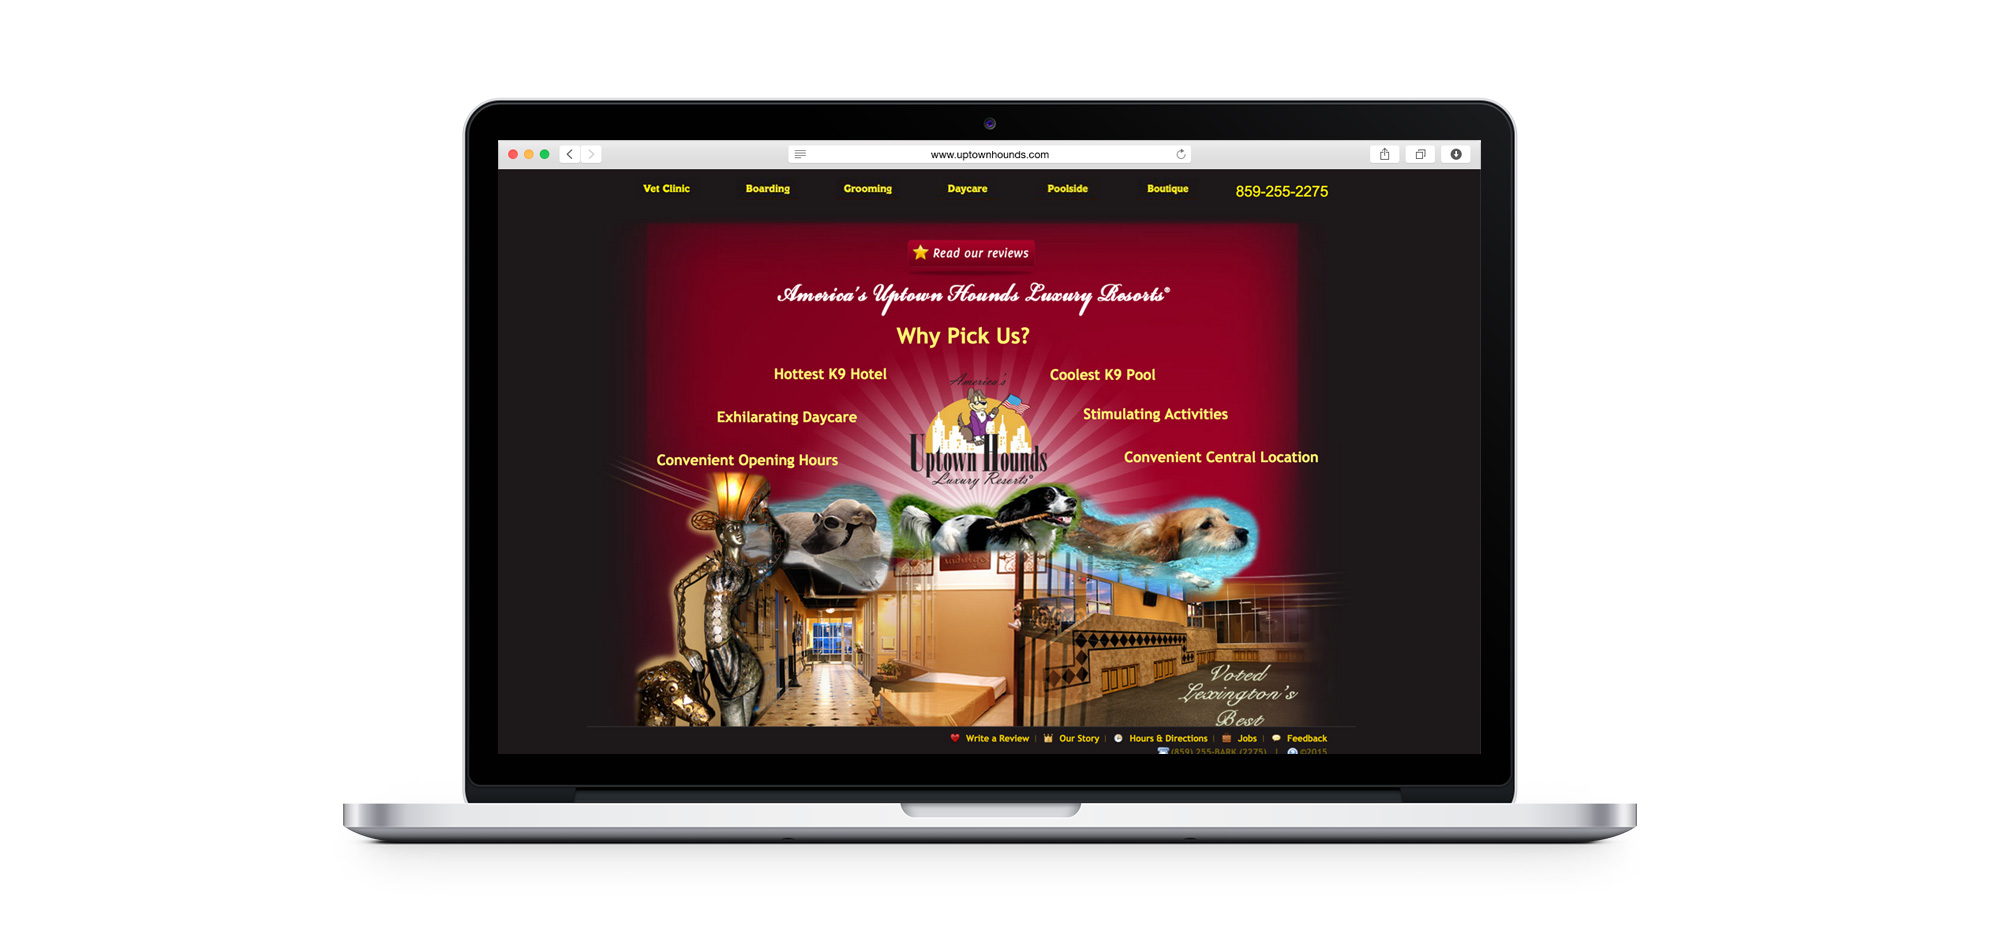 www.uptownhounds.com
Vet Clinic Boarding Grooming Daycare Poolside Boutique 859-255-2275
Read our reviews
America's Uptown Hounds Luxury Resorts®
Why Pick Us?
Hottest K9 Hotel Coolest K9 Pool
Exhilarating Daycare Stimulating Activities
Convenient Opening Hours Convenient Central Location
America's
Uptown Hounds
Luxury Resorts®
Voted
Lexington's
Best
Write a Review | Our Story | Hours & Directions | Jobs | Feedback
(859) 255-BARK (2275) | ©2015